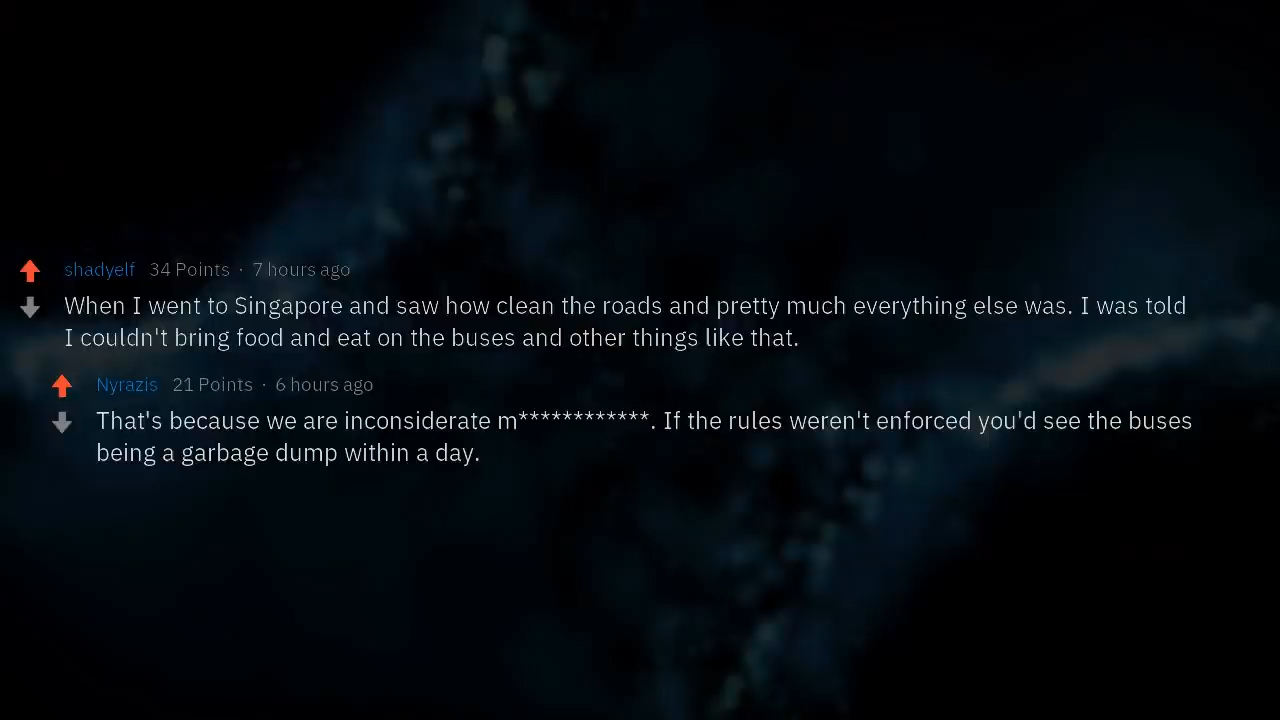 shadyelf 34 Points · 7 hours ago
When I went to Singapore and saw how clean the roads and pretty much everything else was. I was told
I couldn't bring food and eat on the buses and other things like that.
Nyrazis 21 Points · 6 hours ago
That's because we are inconsiderate m************. If the rules weren't enforced you'd see the buses
being a garbage dump within a day.